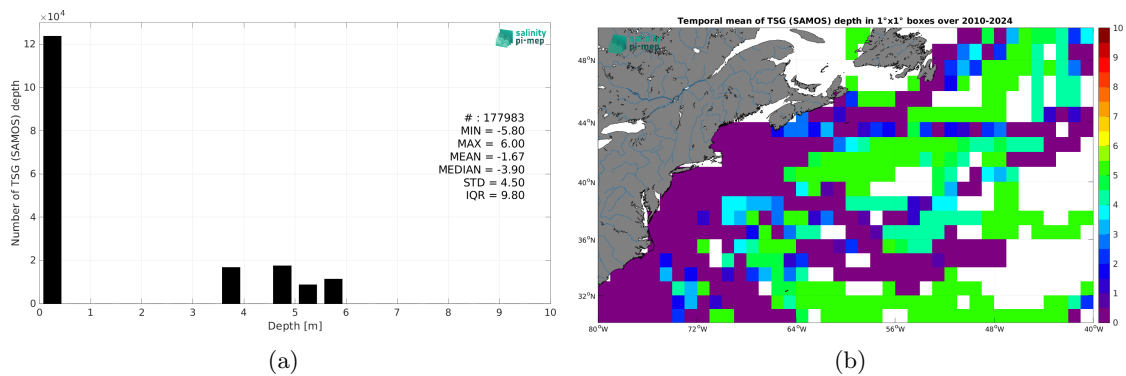 ×10⁴
12
10
8
6
4
2
0
Number of TSG (SAMOS) depth
salinity
pi-mep
# : 177983
MIN = -5.80
MAX = 6.00
MEAN = -1.67
MEDIAN = -3.90
STD = 4.50
IQR = 9.80
0 1 2 3 4 5 6 7 8 9 10
Depth [m]
(a)
Temporal mean of TSG (SAMOS) depth in 1°x1° boxes over 2010-2024
salinity
pi-mep
48°N
44°N
40°N
36°N
32°N
80°W 72°W 64°W 56°W 48°W 40°W
10
9
8
7
6
5
4
3
2
1
0
(b)